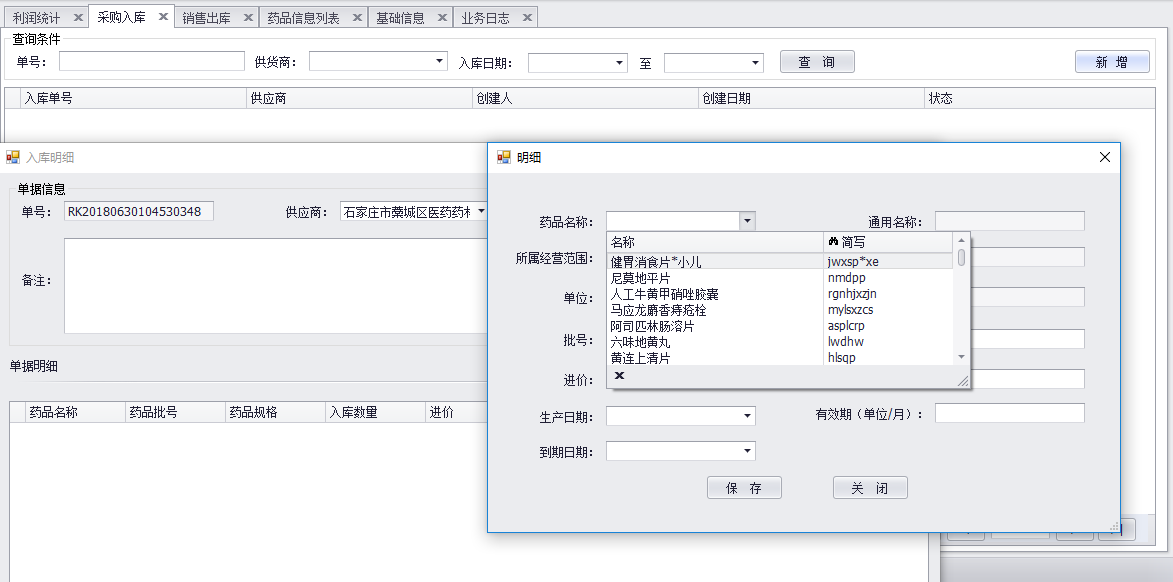 利润统计 采购入库 销售出库 药品信息列表 基础信息 业务日志
查询条件
单号： 供货商： 入库日期： 至 查 询 新 增
入库单号 供应商 创建人 创建日期 状态
入库明细
单据信息
单号： RK20180630104530348 供应商： 石家庄市藁城区医药药材
备注：
单据明细
药品名称 药品批号 药品规格 入库数量 进价
明细
药品名称： 通用名称：
名称 简写
所属经营范围： 健胃消食片*小儿 jwxsp*xe
尼莫地平片 nmdpp
单位： 人工牛黄甲硝唑胶囊 rgnhjxzjn
马应龙麝香痔疮栓 mylsxzcs
阿司匹林肠溶片 asplcrp
批号： 六味地黄丸 lwdhw
黄连上清片 hlsqp
进价：
生产日期： 有效期（单位/月）：
到期日期：
保 存 关 闭